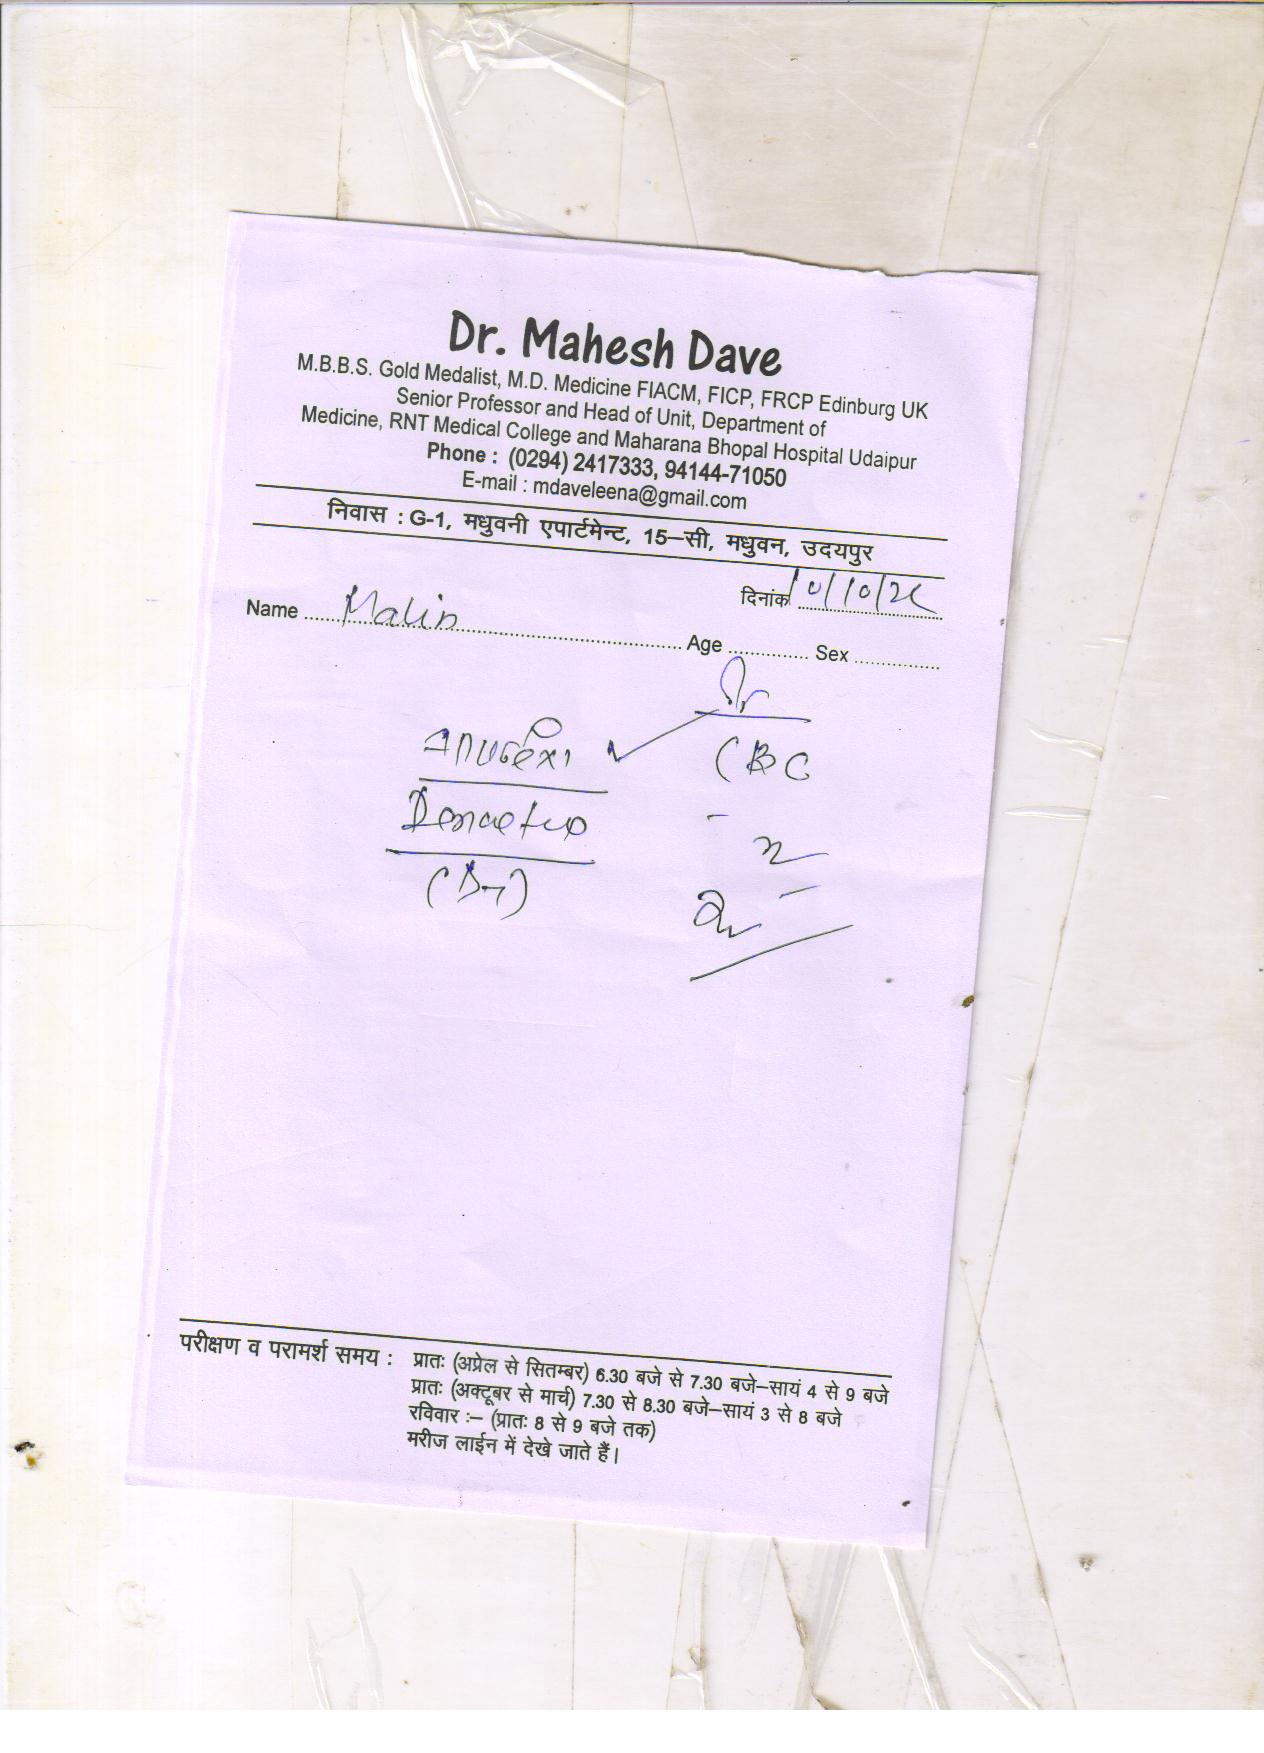 Dr. Mahesh Dave
M.B.B.S. Gold Medalist, M.D. Medicine FIACM, FICP, FRCP Edinburg UK
Senior Professor and Head of Unit, Department of
Medicine, RNT Medical College and Maharana Bhopal Hospital Udaipur
Phone : (0294) 2417333, 94144-71050
E-mail : mdaveleena@gmail.com
निवास : G-1, मधुवनी एपार्टमेन्ट, 15–सी, मधुवन, उदयपुर
दिनांक
Name Malin Age Sex
CBC
परीक्षण व परामर्श समय : प्रातः (अप्रेल से सितम्बर) 6.30 बजे से 7.30 बजे–सायं 4 से 9 बजे
प्रातः (अक्टूबर से मार्च) 7.30 से 8.30 बजे–सायं 3 से 8 बजे
रविवार :– (प्रातः 8 से 9 बजे तक)
मरीज लाईन में देखे जाते हैं।